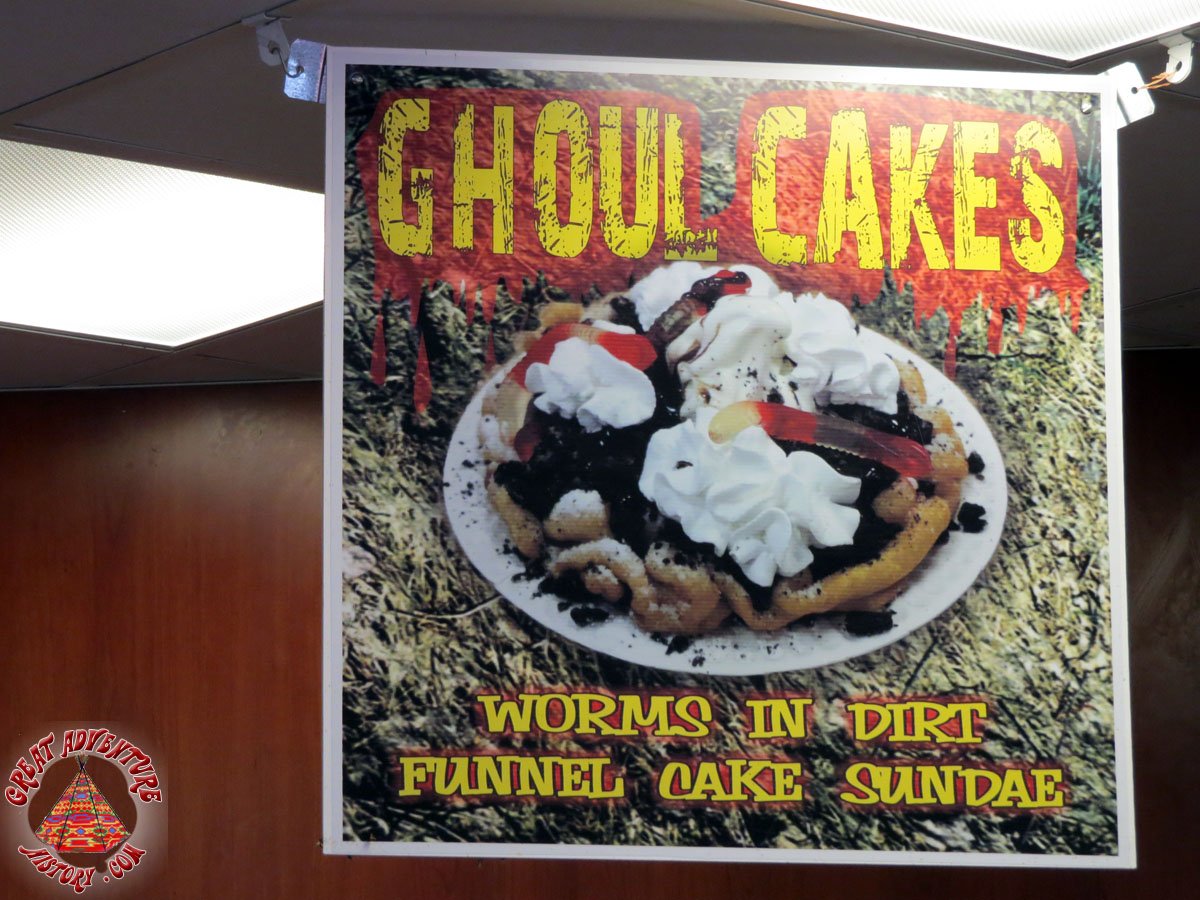 GHOUL CAKES
WORMS IN DIRT
FUNNEL CAKE SUNDAE
GREAT ADVENTURE
HISTORY.COM